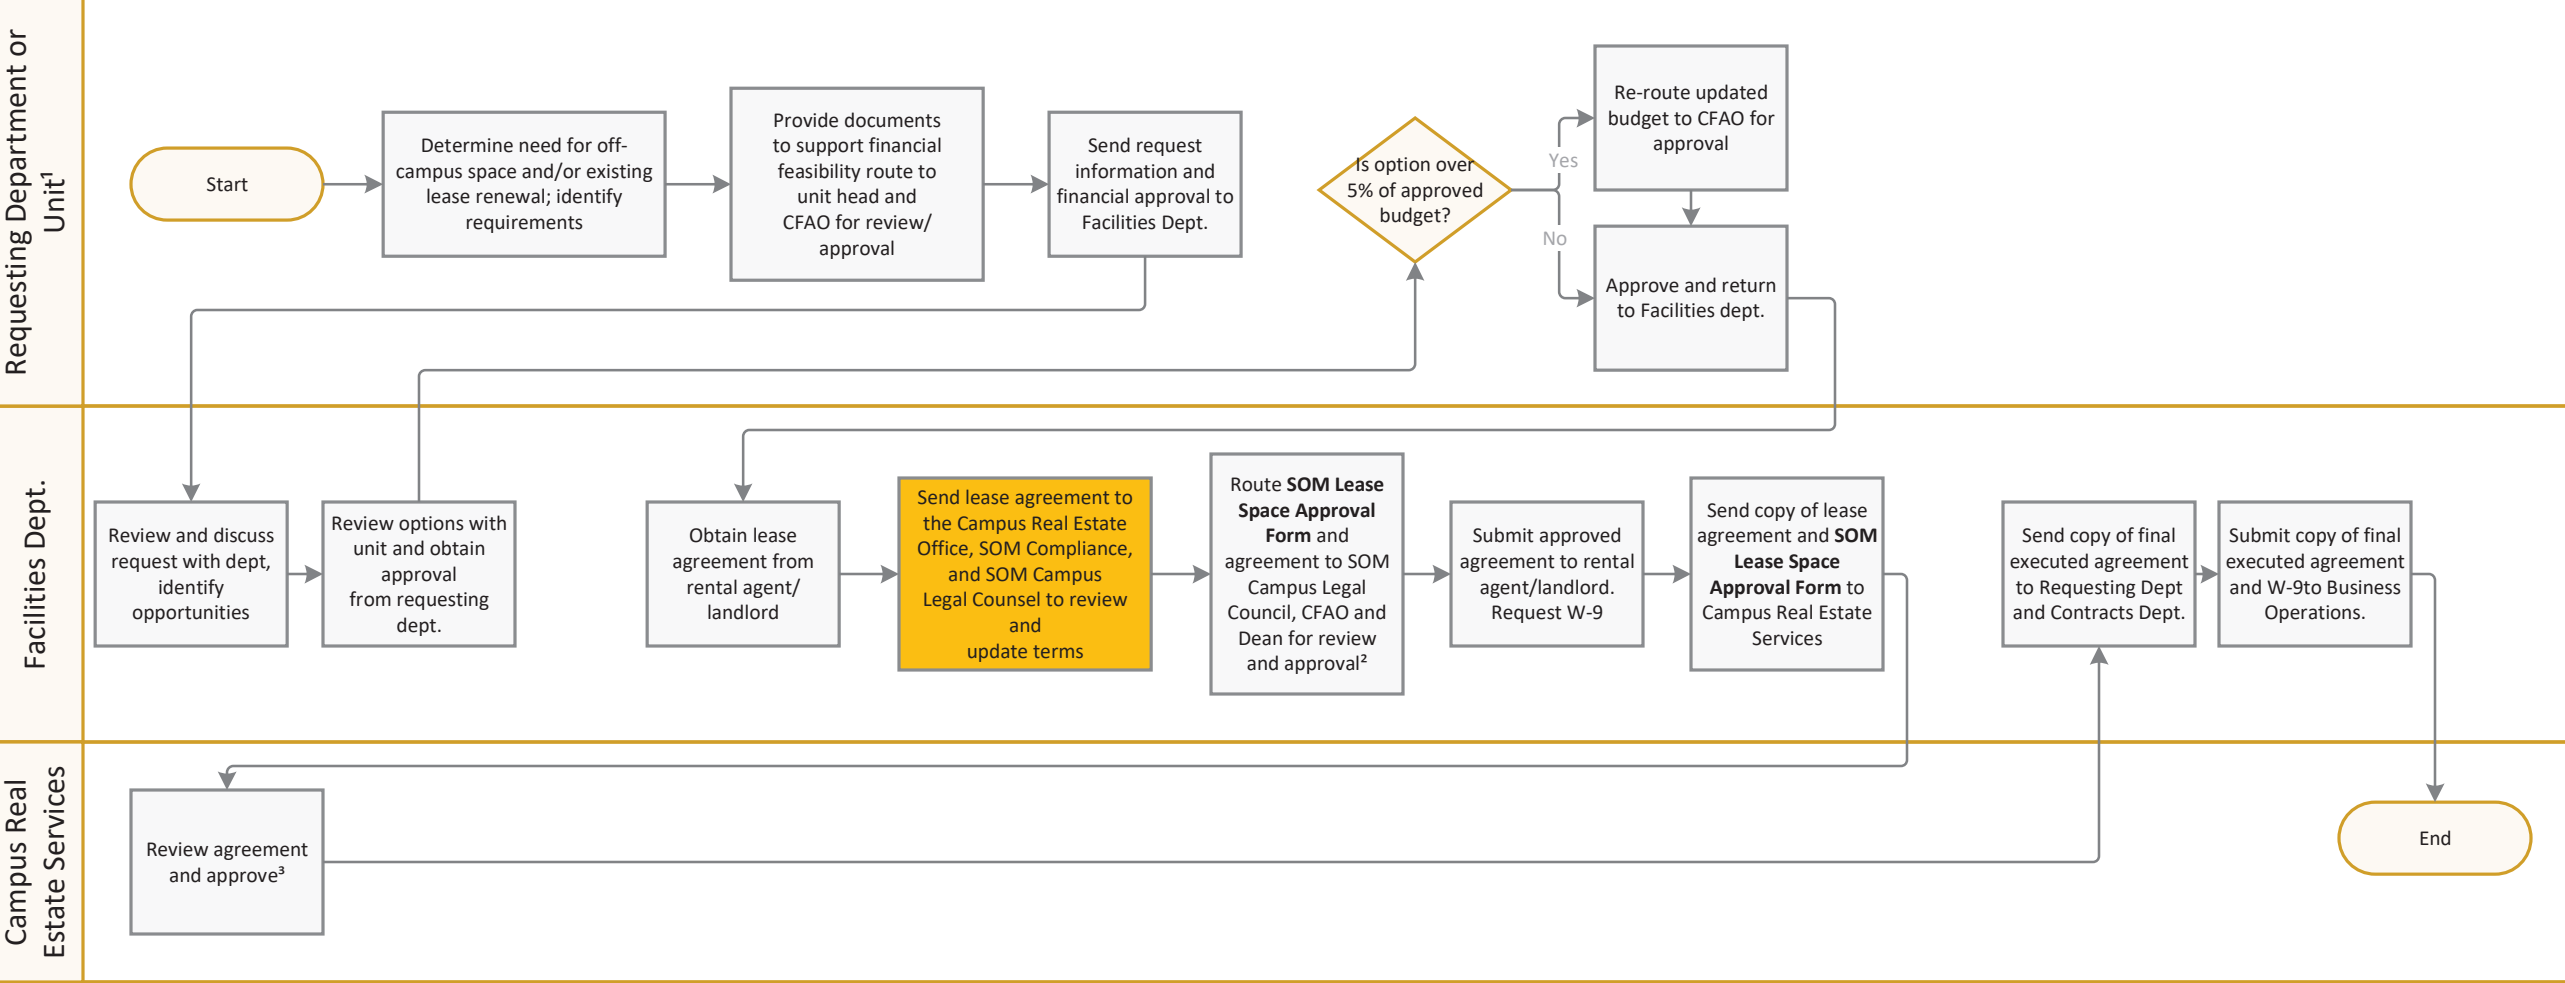 Requesting Department or
Unit¹
Start
Determine need for off-
campus space and/or existing
lease renewal; identify
requirements
Provide documents
to support financial
feasibility route to
unit head and
CFAO for review/
approval
Send request
information and
financial approval to
Facilities Dept.
Is option over
5% of approved
budget?
Yes
No
Re-route updated
budget to CFAO for
approval
Approve and return
to Facilities dept.
Facilities Dept.
Review and discuss
request with dept,
identify
opportunities
Review options with
unit and obtain
approval
from requesting
dept.
Obtain lease
agreement from
rental agent/
landlord
Send lease agreement to
the Campus Real Estate
Office, SOM Compliance,
and SOM Campus
Legal Counsel to review
and
update terms
Route SOM Lease
Space Approval
Form and
agreement to SOM
Campus Legal
Council, CFAO and
Dean for review
and approval²
Submit approved
agreement to rental
agent/landlord.
Request W-9
Send copy of lease
agreement and SOM
Lease Space
Approval Form to
Campus Real Estate
Services
Send copy of final
executed agreement
to Requesting Dept
and Contracts Dept.
Submit copy of final
executed agreement
and W-9to Business
Operations.
Campus Real
Estate Services
Review agreement
and approve³
End